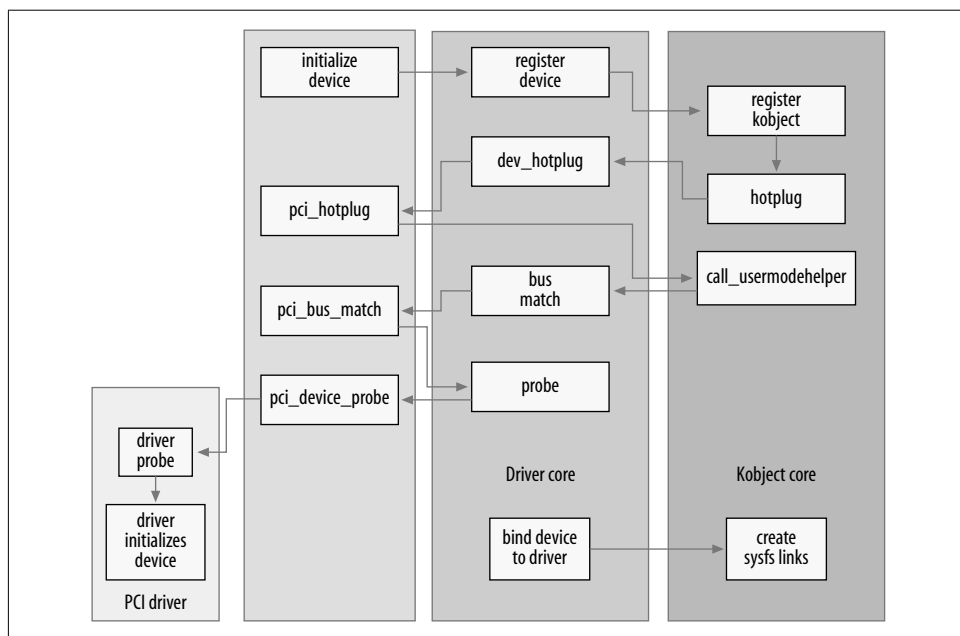 initialize
device
register
device
register
kobject
dev_hotplug
hotplug
pci_hotplug
call_usermodehelper
bus
match
pci_bus_match
probe
pci_device_probe
driver
probe
Driver core
Kobject core
driver
initializes
device
bind device
to driver
create
sysfs links
PCI driver